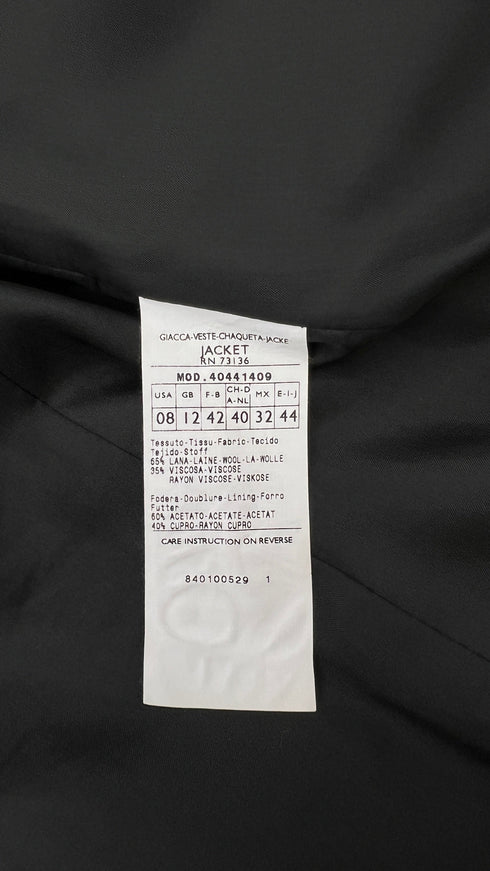 GIACCA-VESTE-CHAQUETA-JACKE
JACKET
RN 73136
MOD.40441409
USA GB F-B CH-D A-NL MX E-I-J
08 12 42 40 32 44
Tessuto-Tissu-Fabric-Tecido
Tejido-Stoff
65% LANA-LAINE-WOOL-LA-WOLLE
35% VISCOSA-VISCOSE
RAYON VISCOSE-VISKOSE
Fodera-Doublure-Lining-Forro
Futter
60% ACETATO-ACETATE-ACETAT
40% CUPRO-RAYON CUPRO
CARE INSTRUCTION ON REVERSE
840100529 1